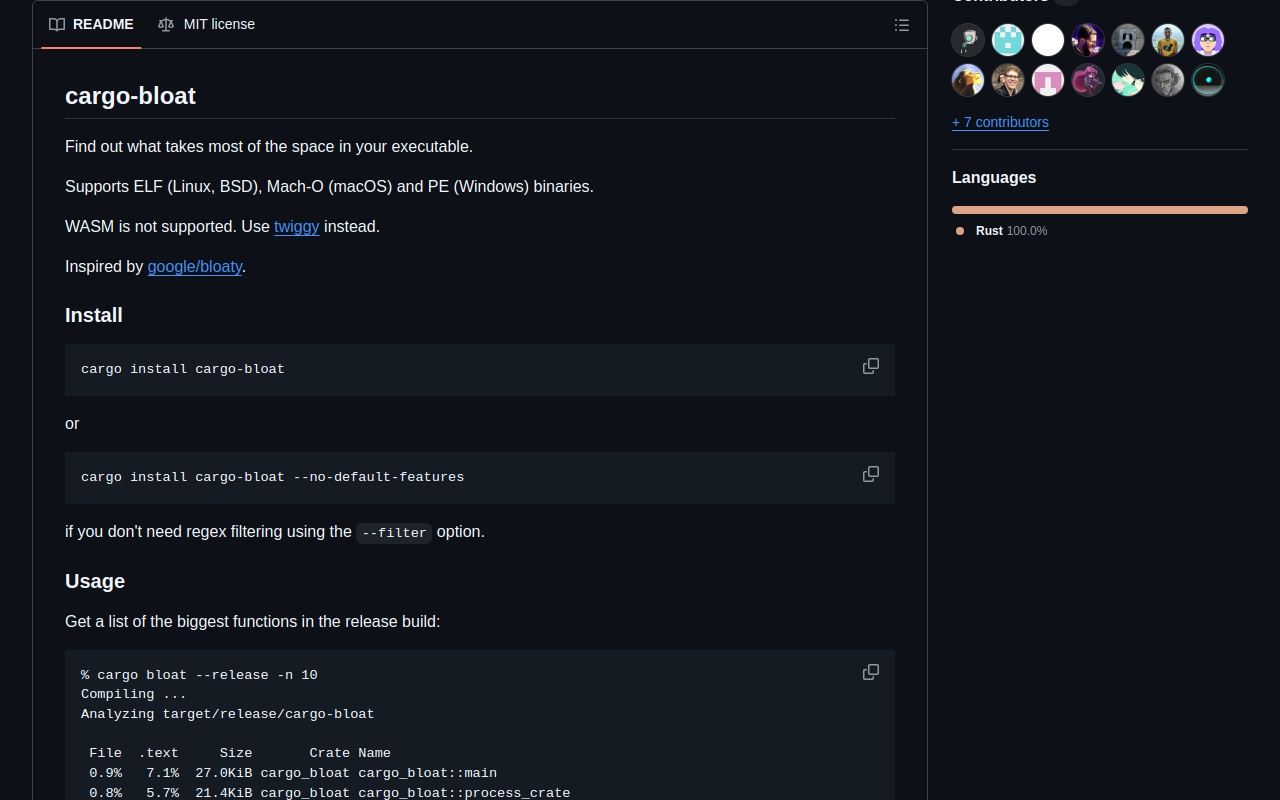 README
MIT license
cargo-bloat
Find out what takes most of the space in your executable.
Supports ELF (Linux, BSD), Mach-O (macOS) and PE (Windows) binaries.
WASM is not supported. Use twiggy instead.
Inspired by google/bloaty.
Install
cargo install cargo-bloat
or
cargo install cargo-bloat --no-default-features
if you don't need regex filtering using the --filter option.
Usage
Get a list of the biggest functions in the release build:
% cargo bloat --release -n 10
Compiling ...
Analyzing target/release/cargo-bloat
File  .text     Size       Crate Name
0.9%   7.1%  27.0KiB cargo_bloat cargo_bloat::main
0.8%   5.7%  21.4KiB cargo_bloat cargo_bloat::process_crate
+ 7 contributors
Languages
Rust 100.0%